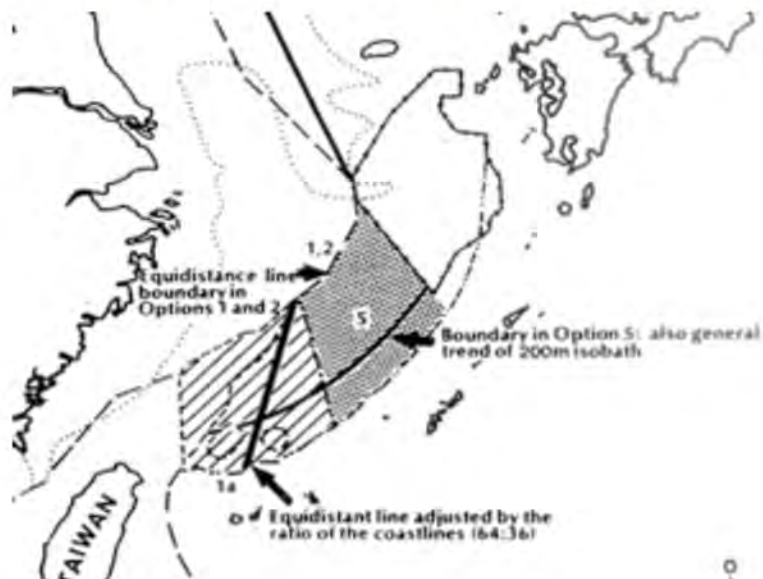 1,2
Equidistance line
boundary in
Options 1 and 2
5
Boundary in Option 5: also general
trend of 200m isobath
1a
Equidistant line adjusted by the
ratio of the coastlines (64:36)
TAIWAN